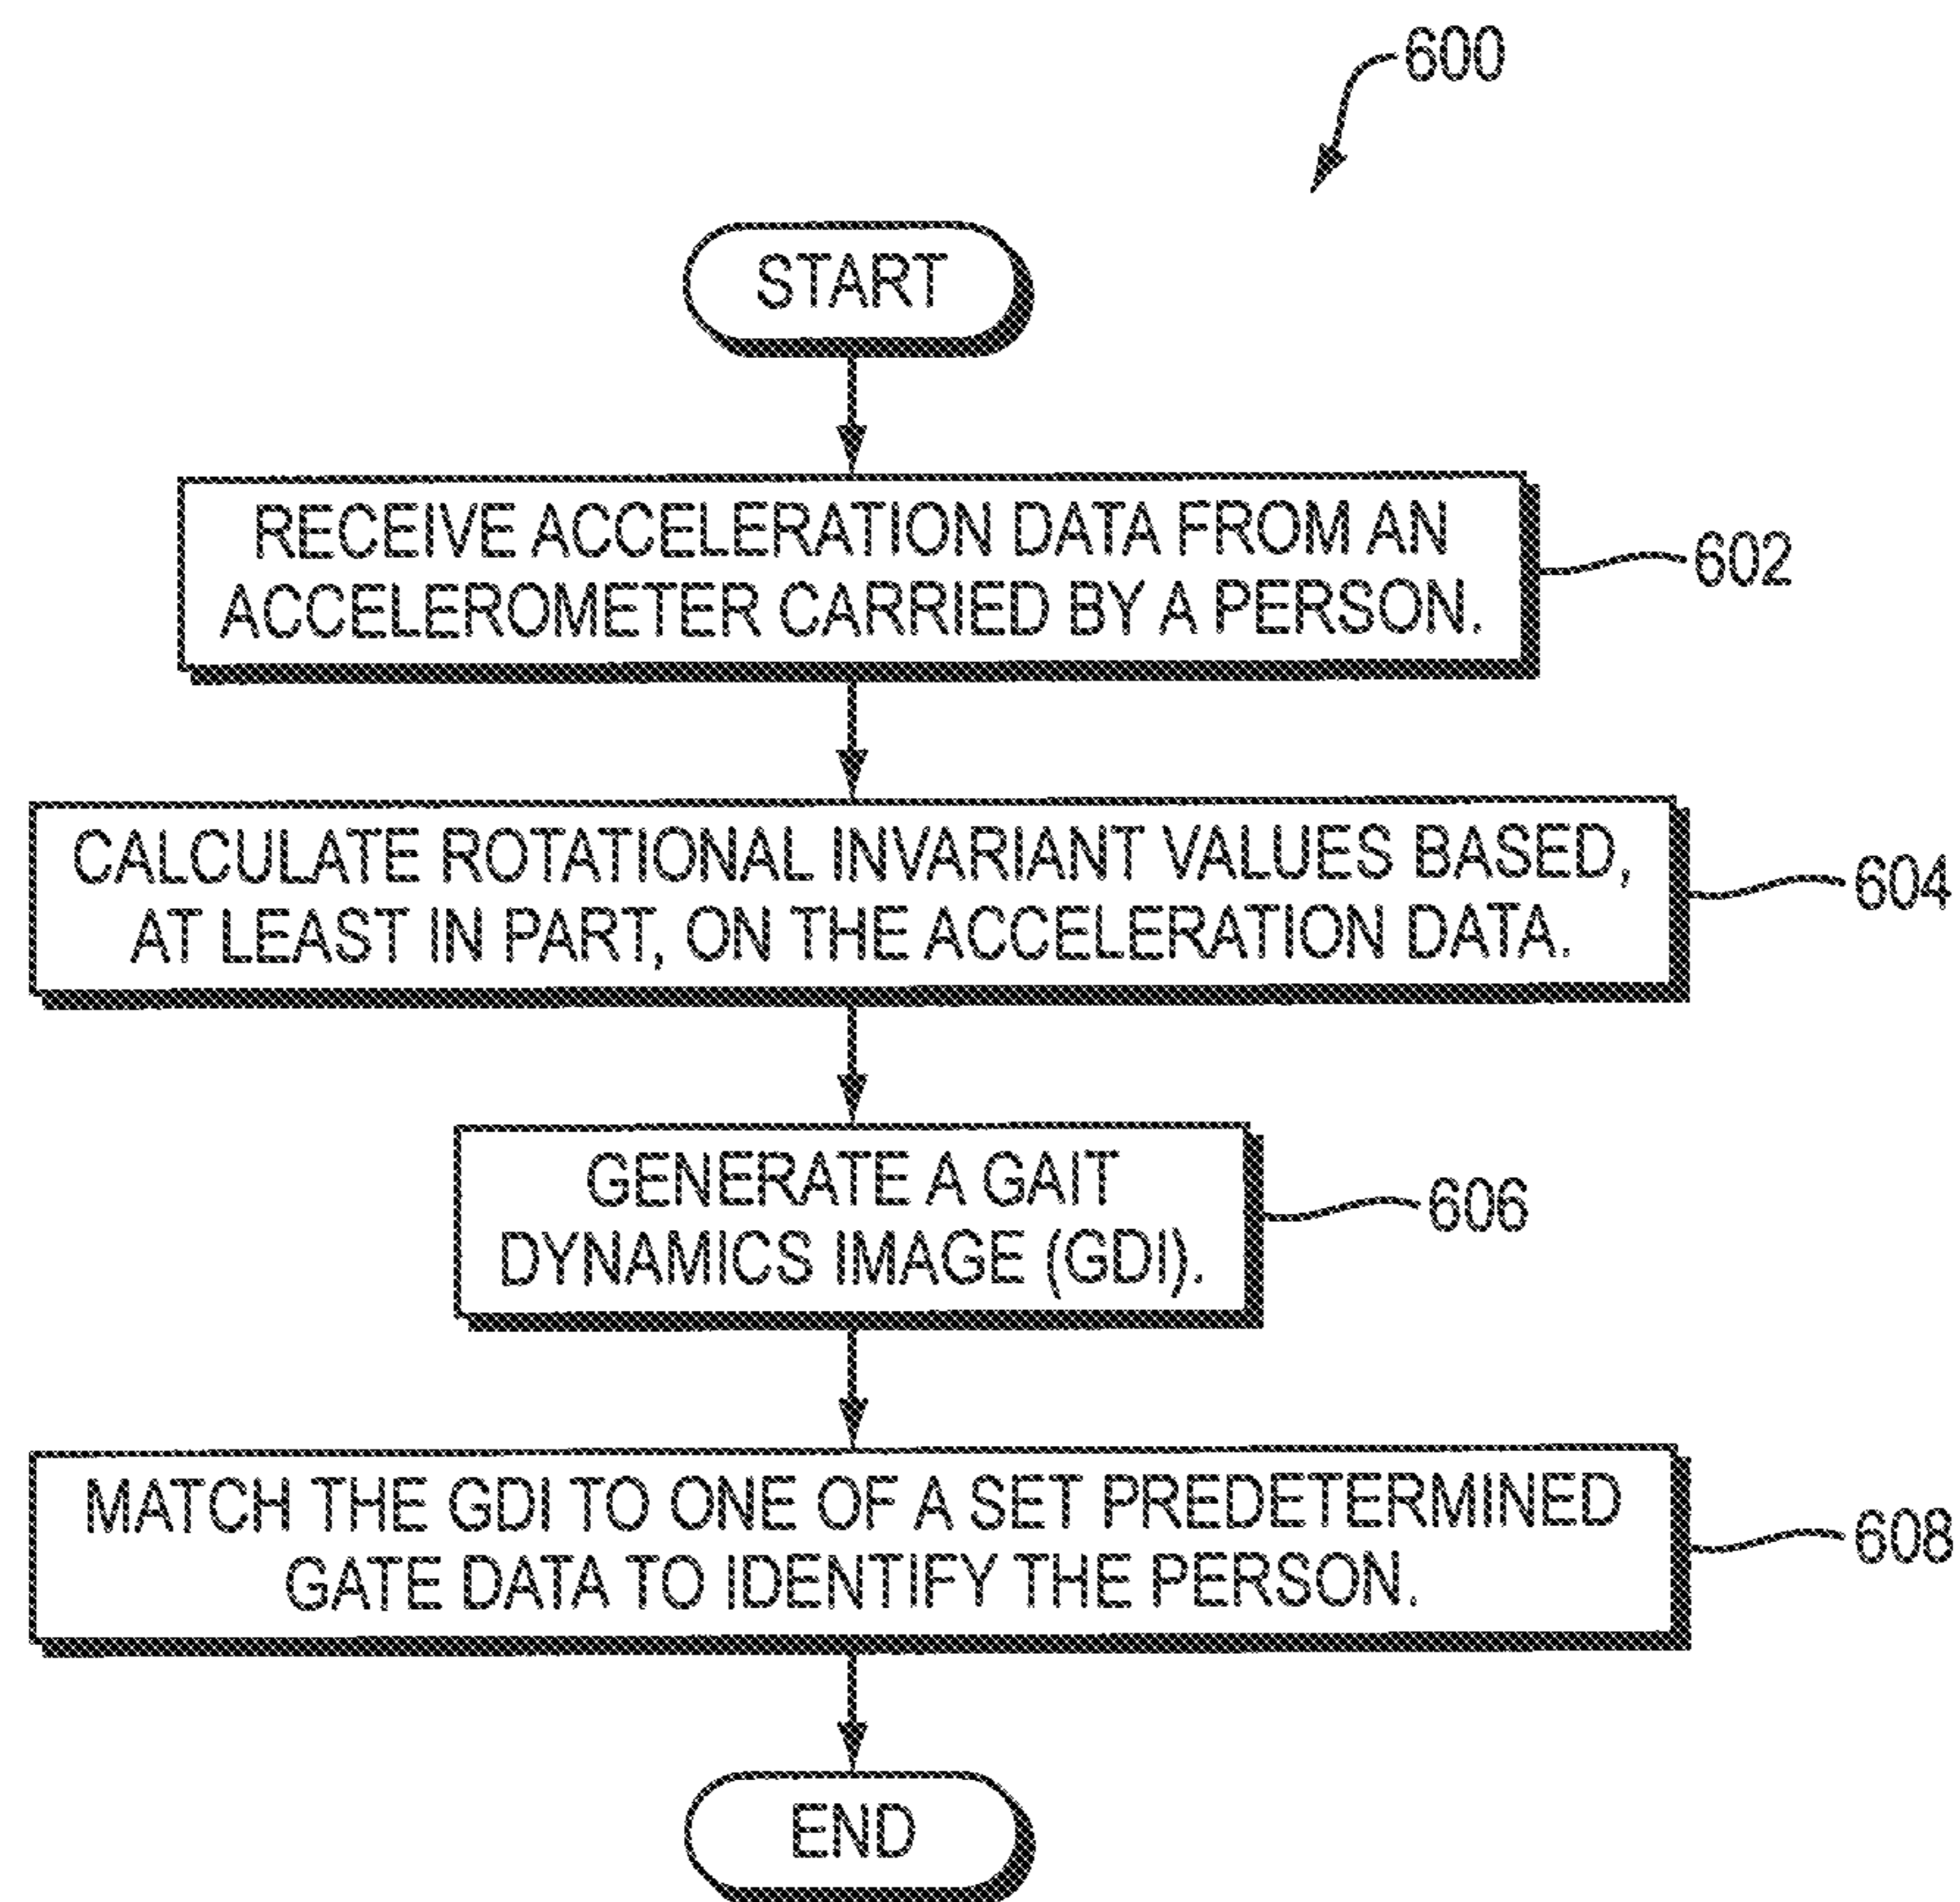 600
START
RECEIVE ACCELERATION DATA FROM AN
ACCELEROMETER CARRIED BY A PERSON.
602
CALCULATE ROTATIONAL INVARIANT VALUES BASED,
AT LEAST IN PART, ON THE ACCELERATION DATA.
604
GENERATE A GAIT
DYNAMICS IMAGE (GDI).
606
MATCH THE GDI TO ONE OF A SET PREDETERMINED
GATE DATA TO IDENTIFY THE PERSON.
608
END